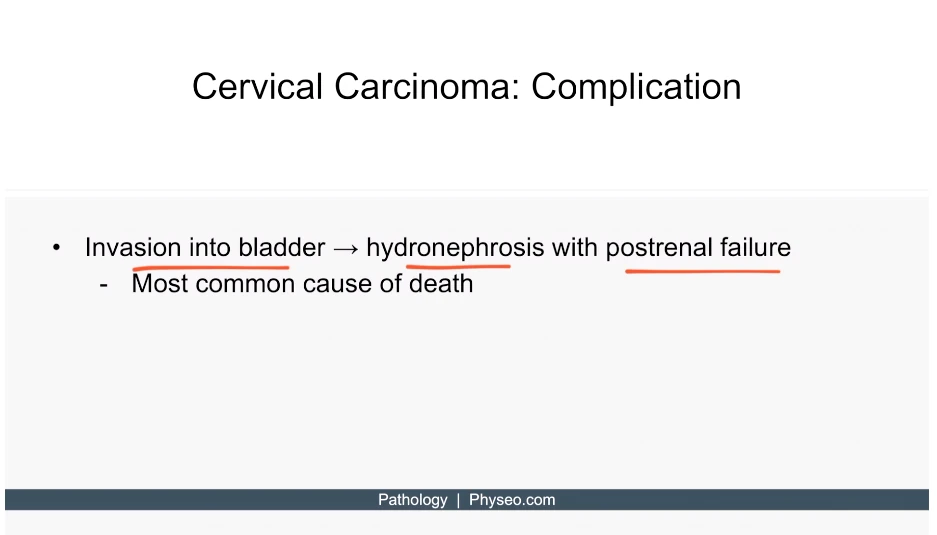 Cervical Carcinoma: Complication
• Invasion into bladder → hydronephrosis with postrenal failure
- Most common cause of death
Pathology | Physeo.com